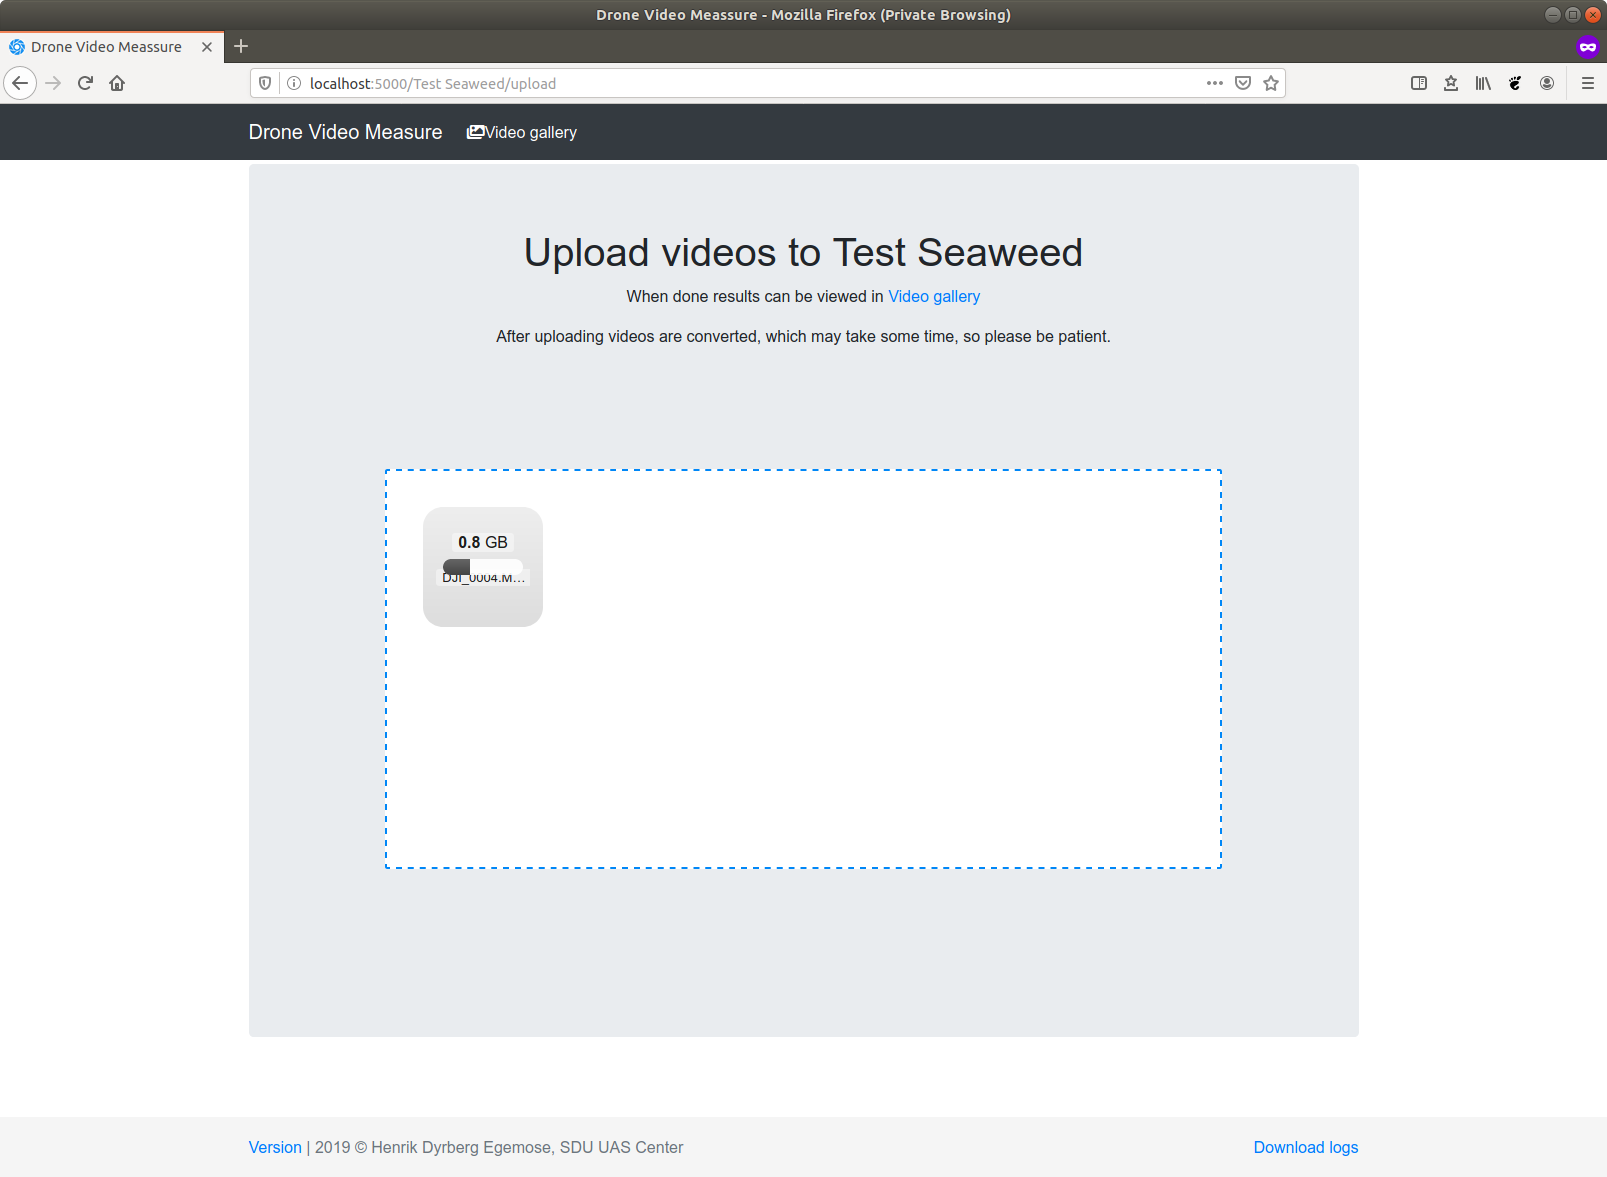 Drone Video Meassure - Mozilla Firefox (Private Browsing)
Drone Video Meassure
localhost:5000/Test Seaweed/upload
Drone Video Measure Video gallery
Upload videos to Test Seaweed
When done results can be viewed in Video gallery
After uploading videos are converted, which may take some time, so please be patient.
0.8 GB
DJI_0004.M...
Version | 2019 © Henrik Dyrberg Egemose, SDU UAS Center
Download logs